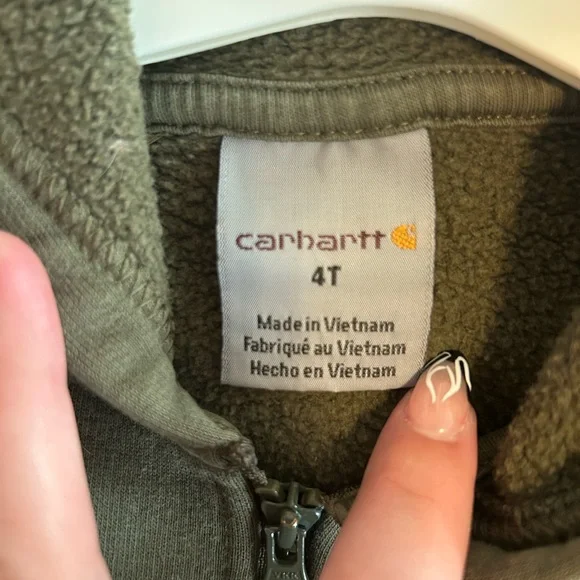 carhartt
4T
Made in Vietnam
Fabriqué au Vietnam
Hecho en Vietnam